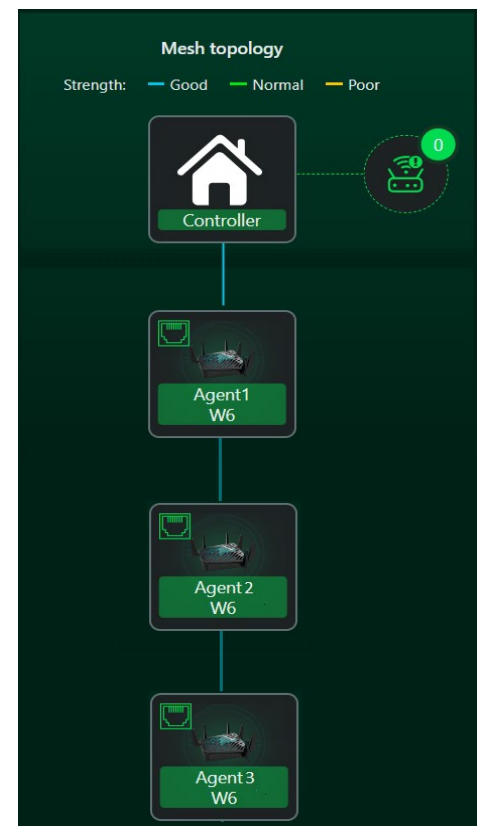 Mesh topology
Strength: Good Normal Poor
0
Controller
Agent1
W6
Agent 2
W6
Agent 3
W6